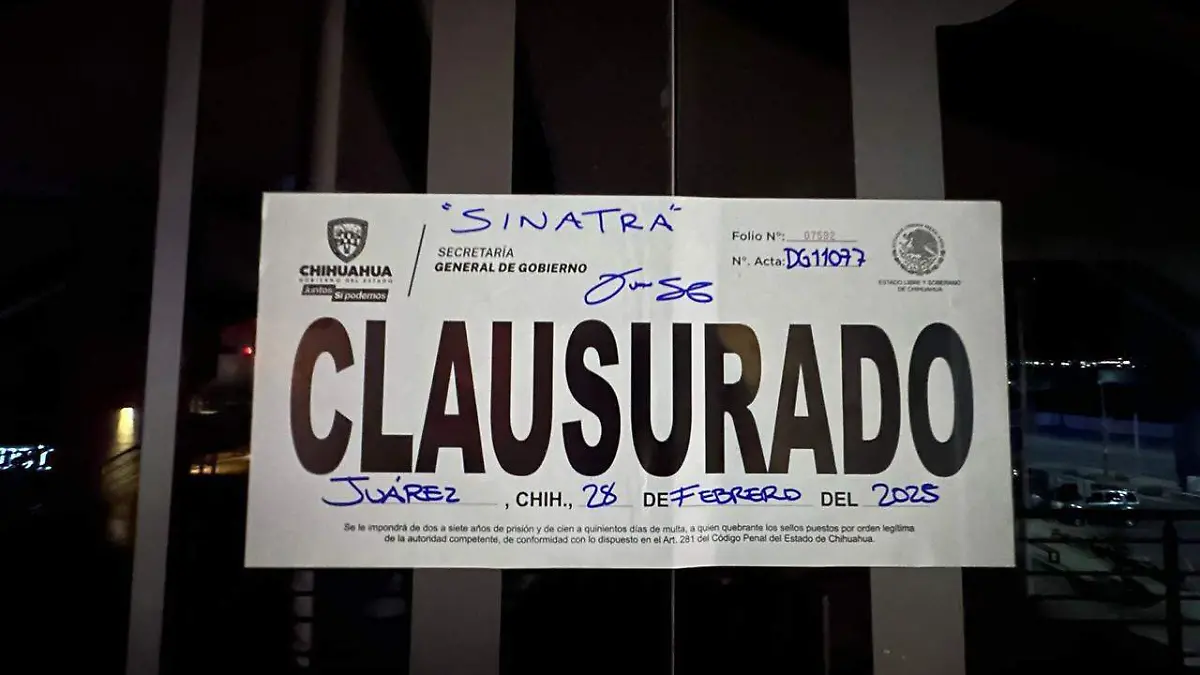 "SINATRA"
CHIHUAHUA
GOBIERNO DEL ESTADO
Juntos Sí podemos
SECRETARÍA
GENERAL DE GOBIERNO
Folio Nº: 07592
Nº. Acta: DG11077
ESTADO LIBRE Y SOBERANO
DE CHIHUAHUA
CLAUSURADO
JUÁREZ, CHIH., 28 DE FEBRERO DEL 2025
Se le impondrá de dos a siete años de prisión y de cien a quinientos días de multa, a quien quebrante los sellos puestos por orden legítima
de la autoridad competente, de conformidad con lo dispuesto en el Art. 281 del Código Penal del Estado de Chihuahua.